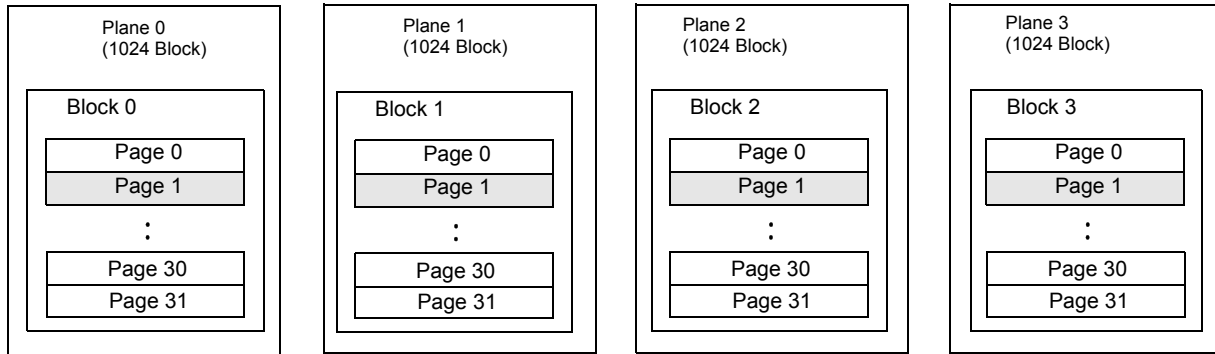 Plane 0
(1024 Block)
Block 0
Page 0
Page 1
:
Page 30
Page 31
Plane 1
(1024 Block)
Block 1
Page 0
Page 1
:
Page 30
Page 31
Plane 2
(1024 Block)
Block 2
Page 0
Page 1
:
Page 30
Page 31
Plane 3
(1024 Block)
Block 3
Page 0
Page 1
:
Page 30
Page 31